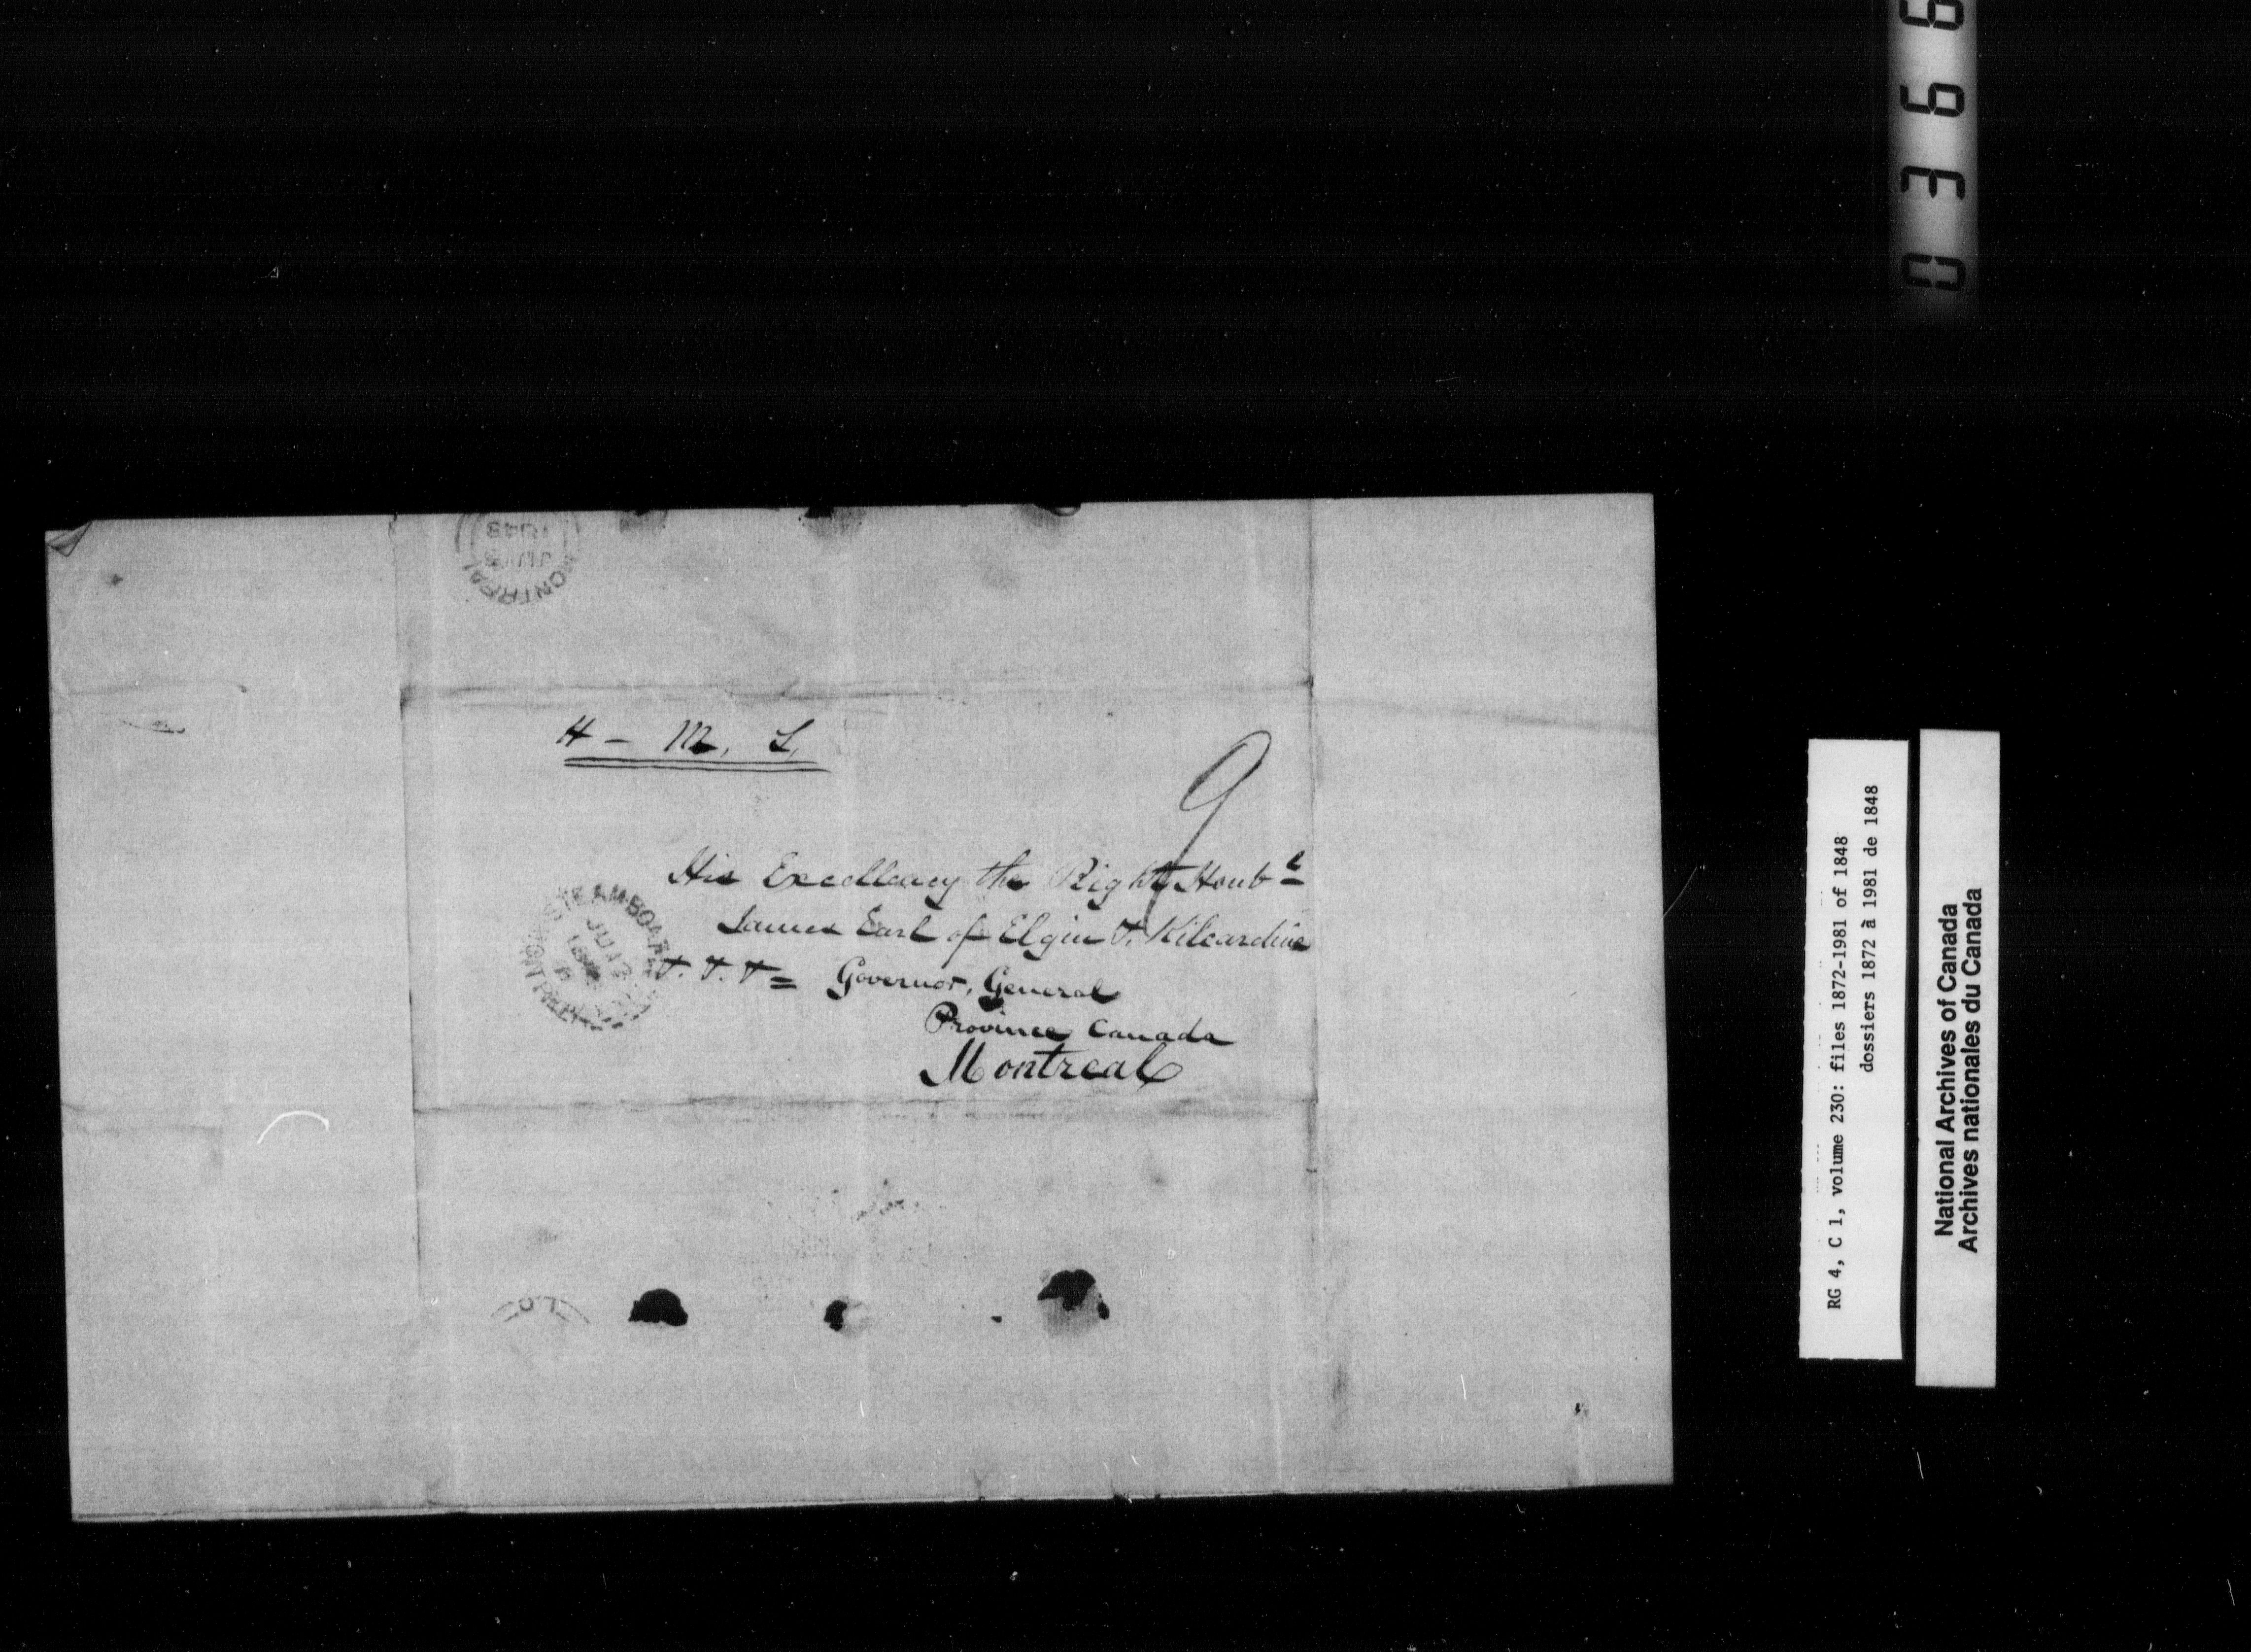 0366
MONTREAL
JU
1848
H - M. S.
9
His Excellency the Right Honbl
James Earl of Elgin & Kilcardine
&. &. &= Governor, General
Province Canada
Montreal
STEAMBOAT
JU
RG 4, C 1, volume 230: files 1872-1981 of 1848
dossiers 1872 à 1981 de 1848
National Archives of Canada
Archives nationales du Canada